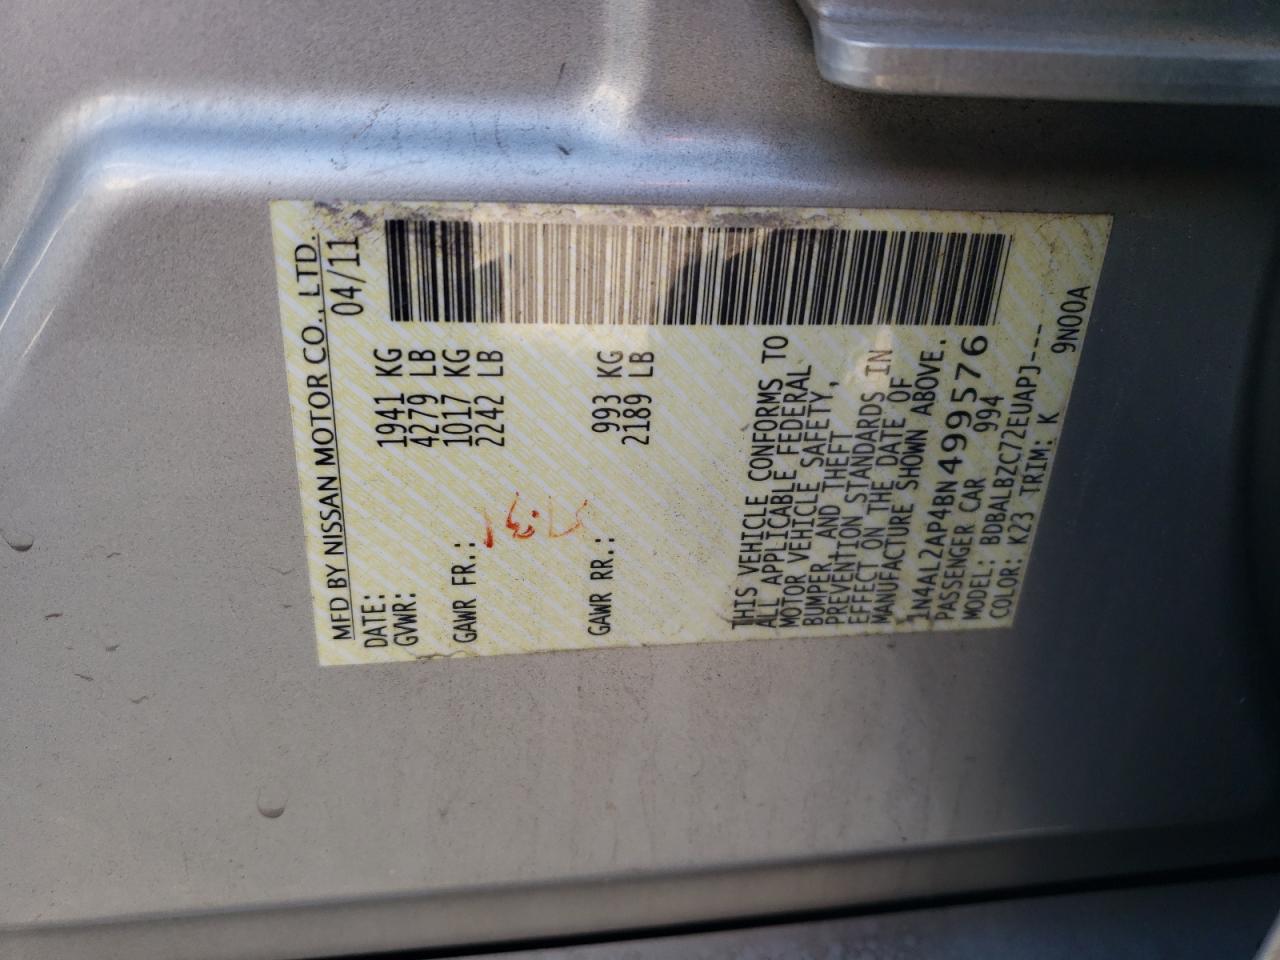 MFD BY NISSAN MOTOR CO., LTD.
DATE: 04/11
GVWR: 1941 KG
4279 LB
GAWR FR.: 1017 KG
2242 LB
GAWR RR.: 993 KG
2189 LB
THIS VEHICLE CONFORMS TO
ALL APPLICABLE FEDERAL
MOTOR VEHICLE SAFETY,
BUMPER, AND THEFT
PREVENTION STANDARDS IN
EFFECT ON THE DATE OF
MANUFACTURE SHOWN ABOVE.
1N4AL2AP4BN499576
PASSENGER CAR 994
MODEL: BDBALBZC72EUAPJ---
COLOR: K23 TRIM: K
9N00A